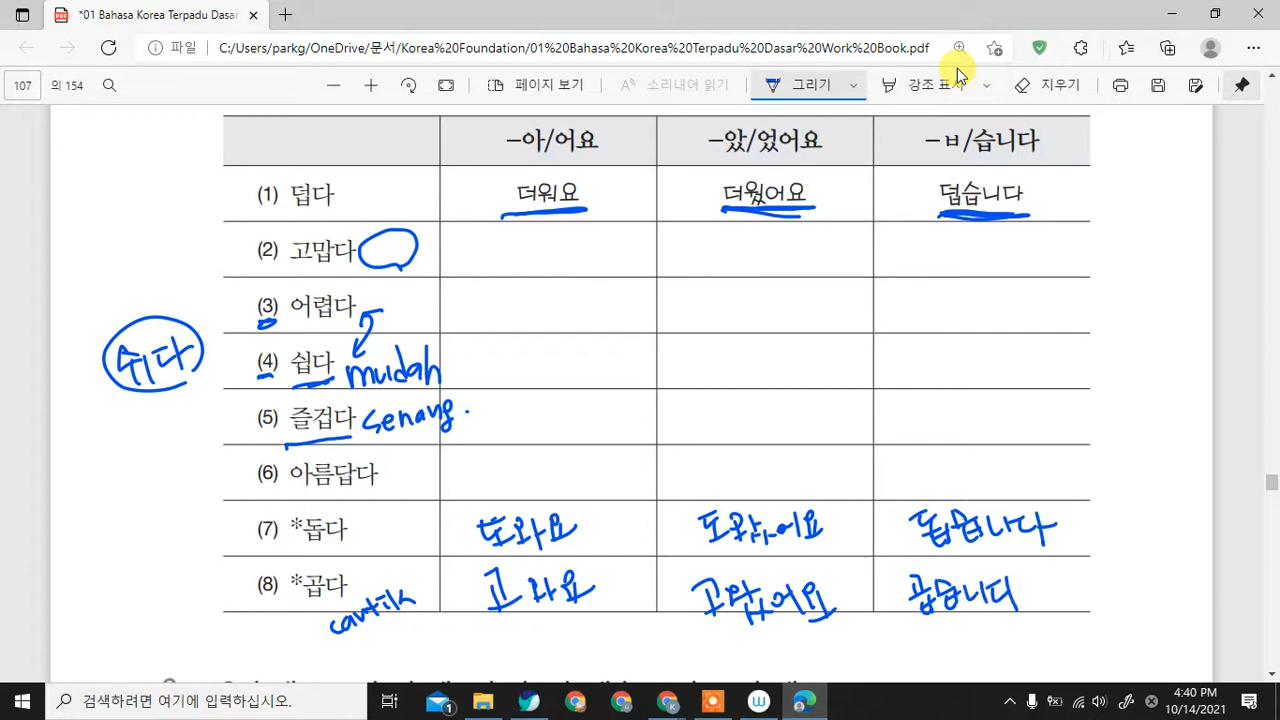 *01 Bahasa Korea Terpadu Dasar
파일 C:/Users/parkg/OneDrive/문서/Korea%20Foundation/01%20Bahasa%20Korea%20Terpadu%20Dasar%20Work%20Book.pdf
107 의 154 페이지 보기 소리내어 읽기 그리기 강조 표시 지우기
-아/어요 -았/었어요 -ㅂ/습니다
(1) 덥다 더워요 더웠어요 덥습니다
(2) 고맙다
(3) 어렵다
쉬다
(4) 쉽다 mudah
(5) 즐겁다 senang.
(6) 아름답다
(7) *돕다 도와요 도왔어요 돕습니다
(8) *곱다 cantik 고와요 고왔어요 곱습니다
검색하려면 여기에 입력하십시오.
1
4:40 PM
10/14/2021